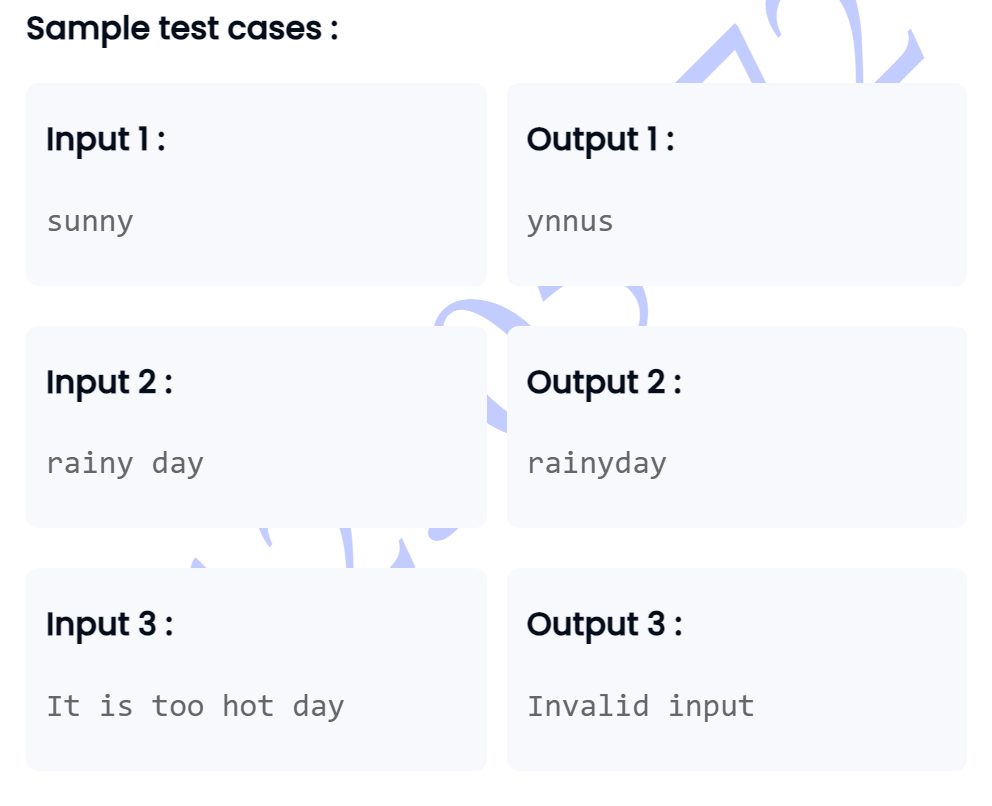 Sample test cases :
Input 1 :
Output 1 :
sunny
ynnus
Input 2 :
Output 2 :
rainy day
rainyday
Input 3 :
Output 3 :
It is too hot day
Invalid input